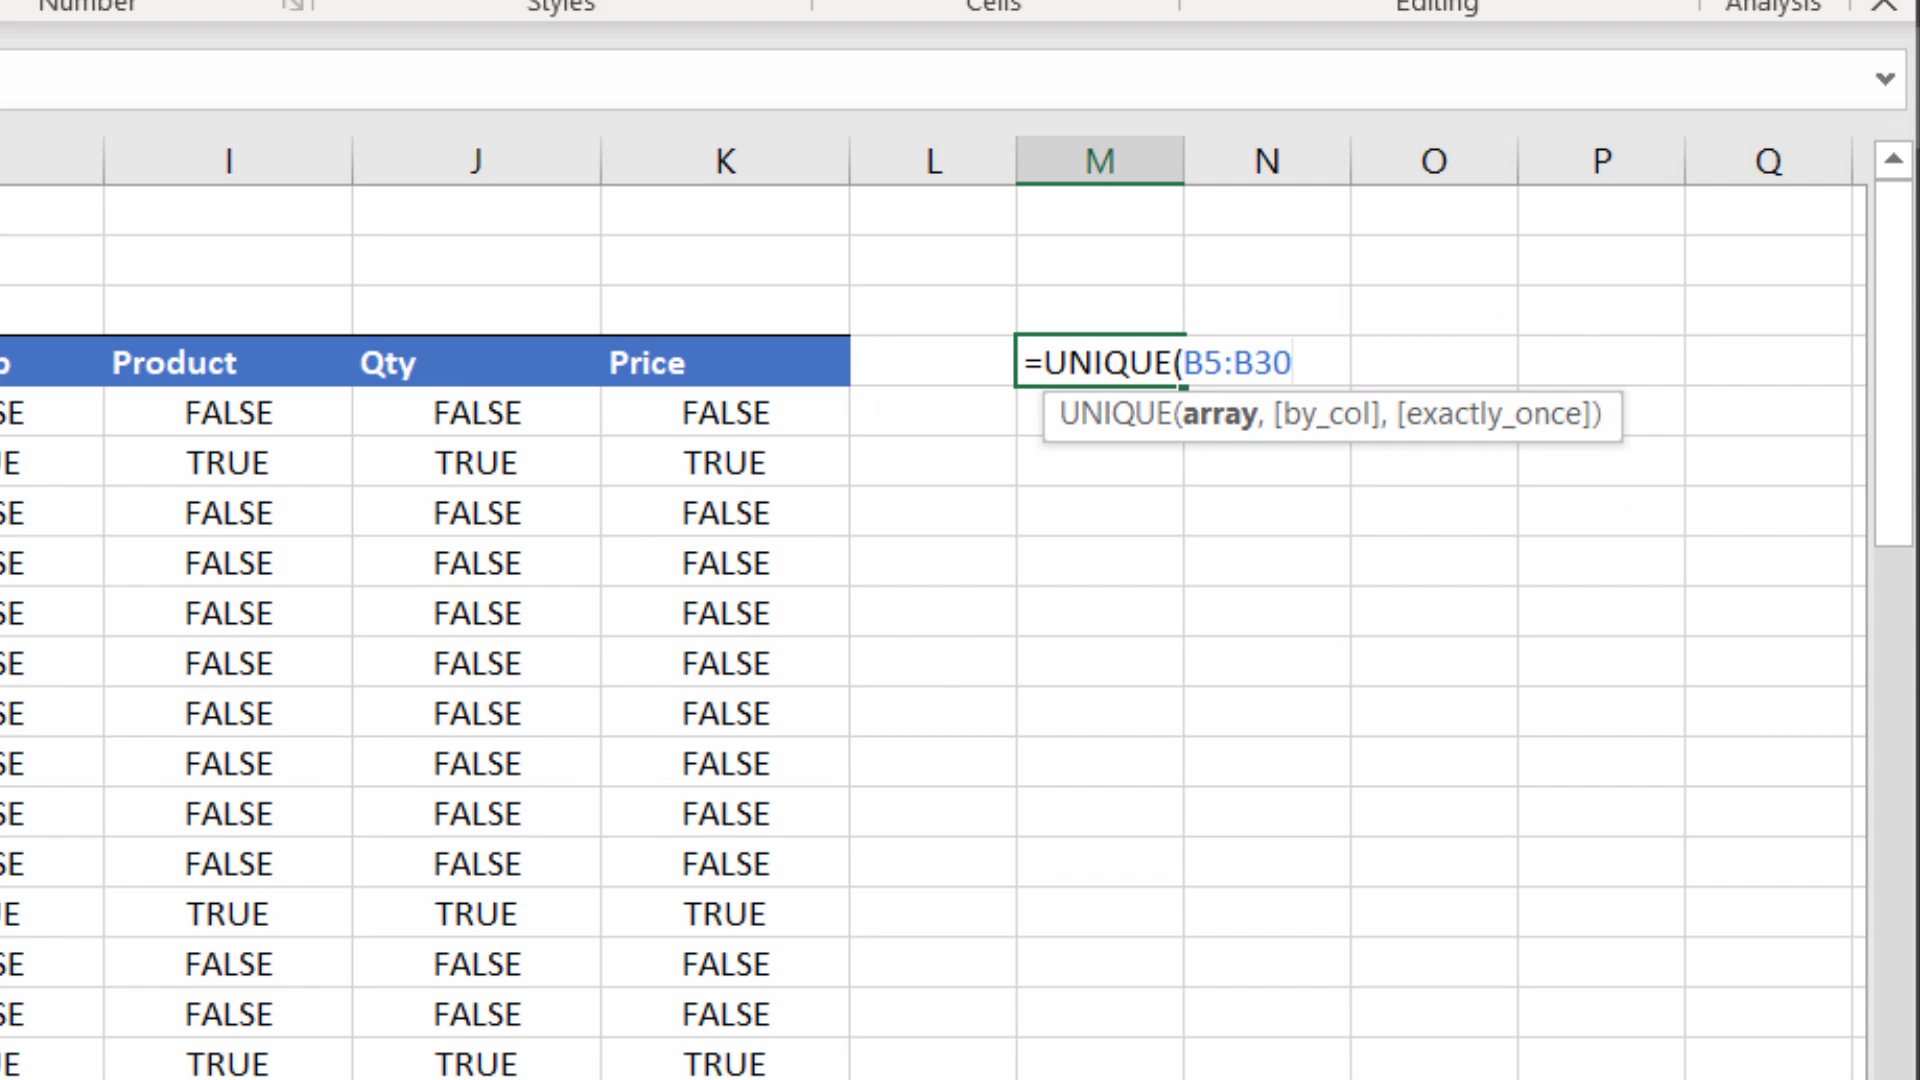 Number Styles Cells Editing Analysis
I J K L M N O P Q
Product Qty Price =UNIQUE(B5:B30
UNIQUE(array, [by_col], [exactly_once])
FALSE FALSE FALSE
TRUE TRUE TRUE
FALSE FALSE FALSE
FALSE FALSE FALSE
FALSE FALSE FALSE
FALSE FALSE FALSE
FALSE FALSE FALSE
FALSE FALSE FALSE
FALSE FALSE FALSE
FALSE FALSE FALSE
TRUE TRUE TRUE
FALSE FALSE FALSE
FALSE FALSE FALSE
TRUE TRUE TRUE